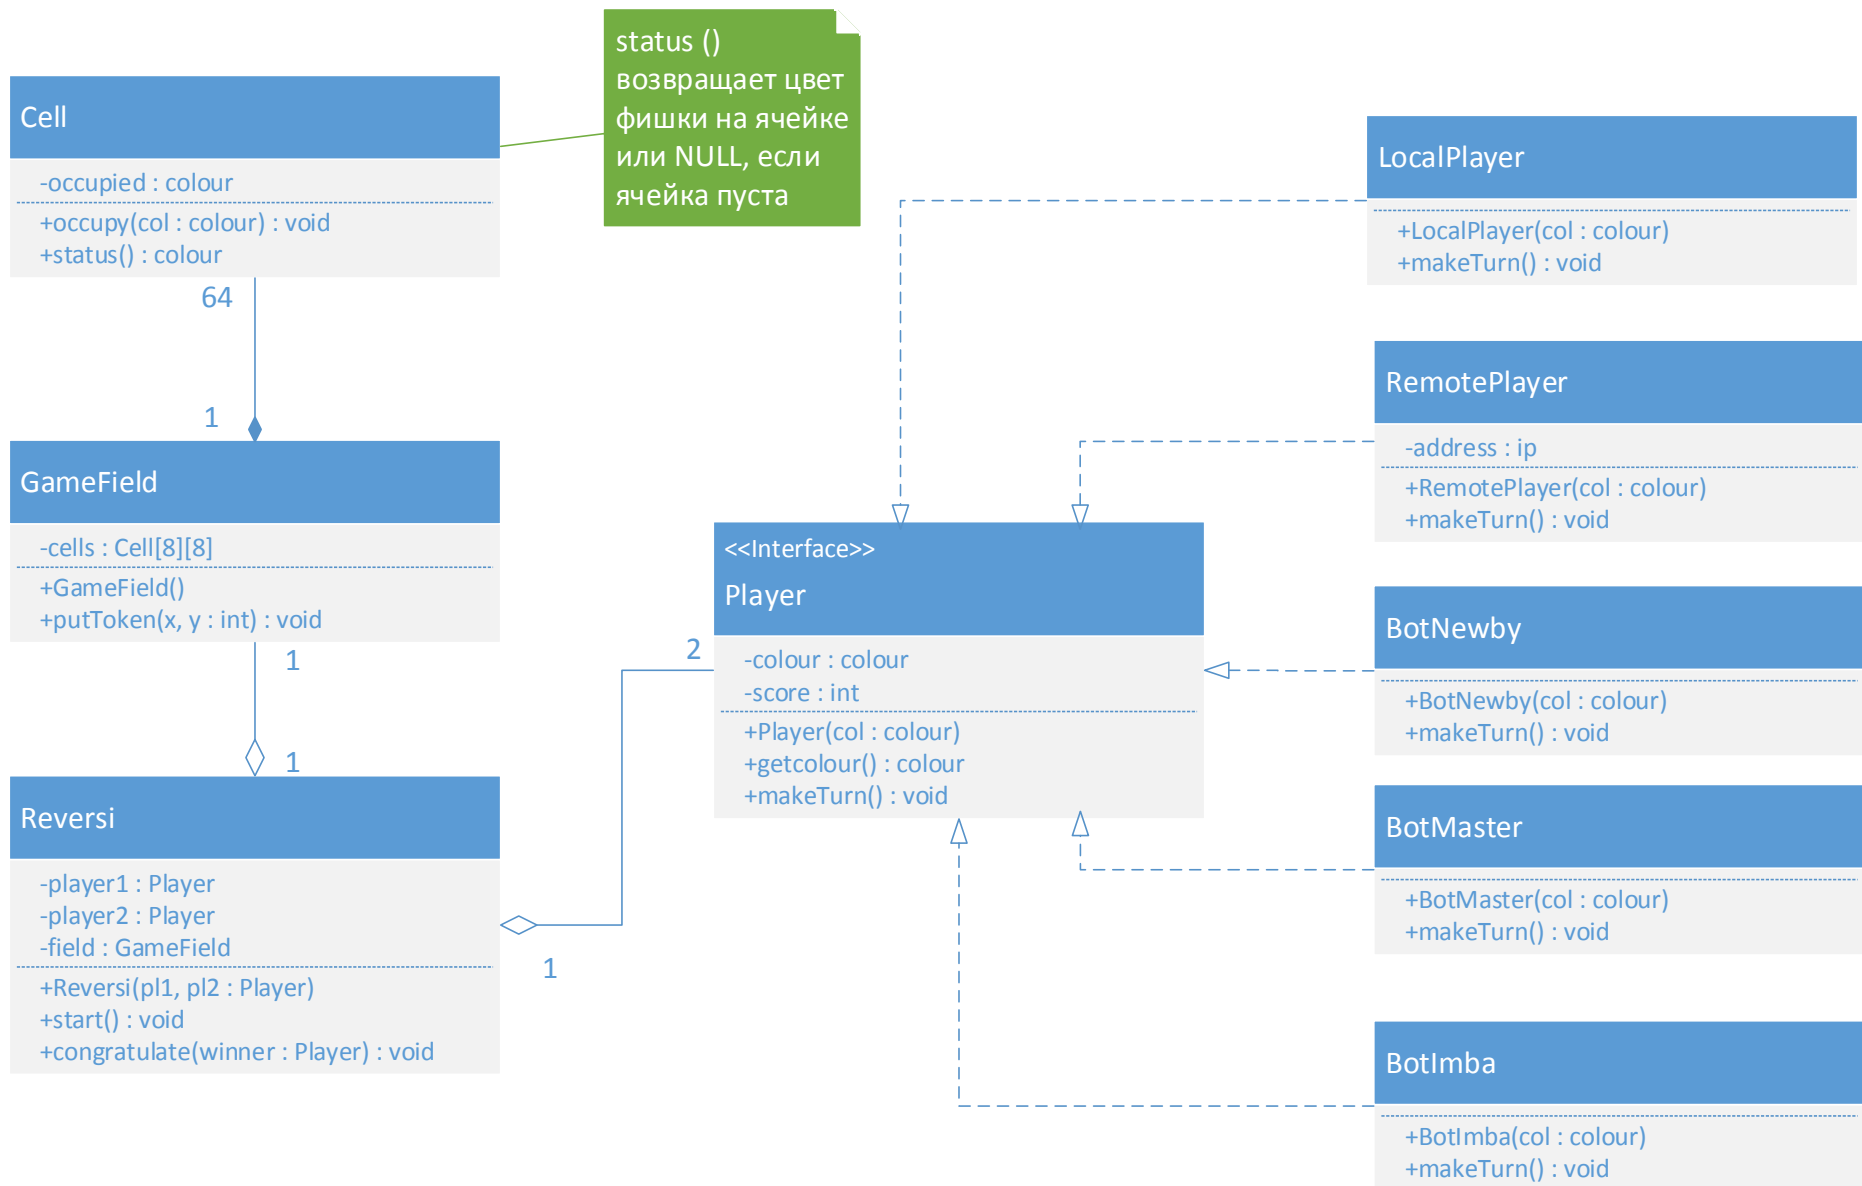 status ()
возвращает цвет
фишки на ячейке
или NULL, если
ячейка пуста
Cell
-occupied : colour
+occupy(col : colour) : void
+status() : colour
64
1
GameField
-cells : Cell[8][8]
+GameField()
+putToken(x, y : int) : void
1
1
Reversi
-player1 : Player
-player2 : Player
-field : GameField
+Reversi(pl1, pl2 : Player)
+start() : void
+congratulate(winner : Player) : void
1
2
<<Interface>>
Player
-colour : colour
-score : int
+Player(col : colour)
+getcolour() : colour
+makeTurn() : void
LocalPlayer
+LocalPlayer(col : colour)
+makeTurn() : void
RemotePlayer
-address : ip
+RemotePlayer(col : colour)
+makeTurn() : void
BotNewby
+BotNewby(col : colour)
+makeTurn() : void
BotMaster
+BotMaster(col : colour)
+makeTurn() : void
BotImba
+BotImba(col : colour)
+makeTurn() : void